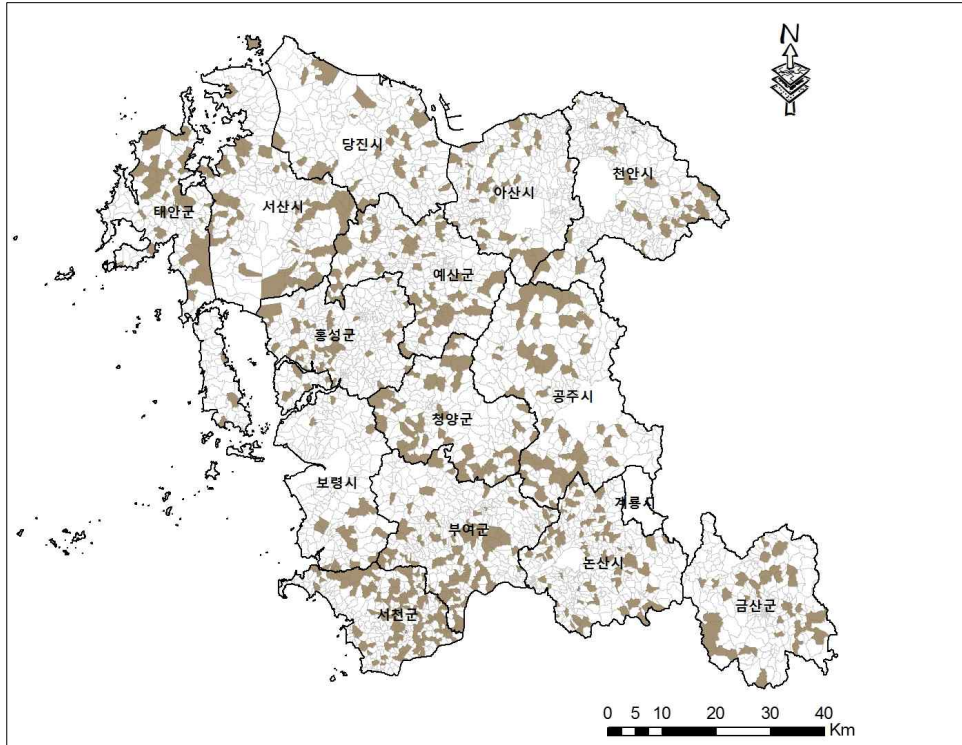 N
당진시
천안시
아산시
태안군
서산시
예산군
홍성군
공주시
청양군
보령시
계룡시
부여군
논산시
금산군
서천군
0 5 10 20 30 40
Km